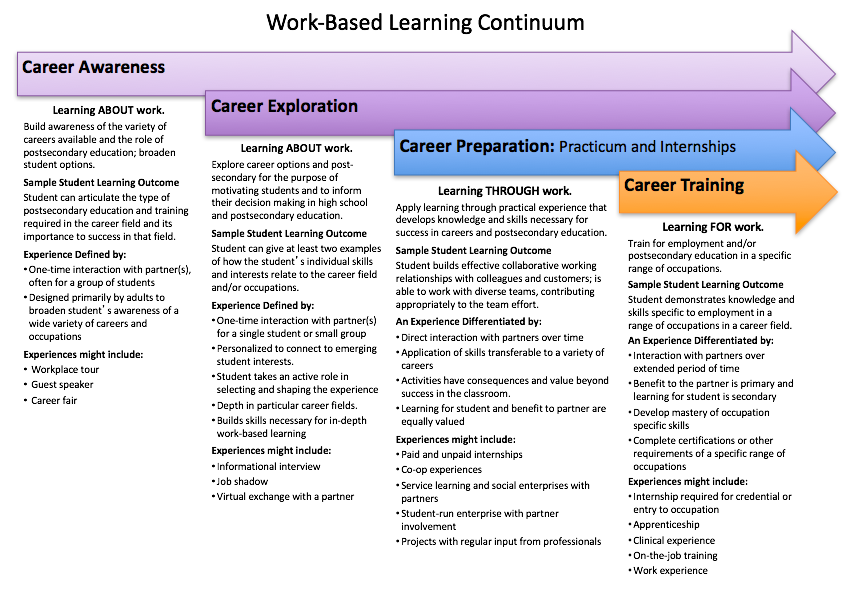 Work-Based Learning Continuum
Career Awareness
Learning ABOUT work.
Build awareness of the variety of
careers available and the role of
postsecondary education; broaden
student options.
Sample Student Learning Outcome
Student can articulate the type of
postsecondary education and training
required in the career field and its
importance to success in that field.
Experience Defined by:
•One-time interaction with partner(s),
often for a group of students
•Designed primarily by adults to
broaden student's awareness of a
wide variety of careers and
occupations
Experiences might include:
• Workplace tour
• Guest speaker
• Career fair
Career Exploration
Learning ABOUT work.
Explore career options and post-
secondary for the purpose of
motivating students and to inform
their decision making in high school
and postsecondary education.
Sample Student Learning Outcome
Student can give at least two examples
of how the student's individual skills
and interests relate to the career field
and/or occupations.
Experience Defined by:
•One-time interaction with partner(s)
for a single student or small group
•Personalized to connect to emerging
student interests.
•Student takes an active role in
selecting and shaping the experience
•Depth in particular career fields.
•Builds skills necessary for in-depth
work-based learning
Experiences might include:
•Informational interview
•Job shadow
•Virtual exchange with a partner
Career Preparation: Practicum and Internships
Learning THROUGH work.
Apply learning through practical experience that
develops knowledge and skills necessary for
success in careers and postsecondary education.
Sample Student Learning Outcome
Student builds effective collaborative working
relationships with colleagues and customers; is
able to work with diverse teams, contributing
appropriately to the team effort.
An Experience Differentiated by:
•Direct interaction with partners over time
•Application of skills transferable to a variety of
careers
•Activities have consequences and value beyond
success in the classroom.
•Learning for student and benefit to partner are
equally valued
Experiences might include:
•Paid and unpaid internships
•Co-op experiences
•Service learning and social enterprises with
partners
•Student-run enterprise with partner
involvement
•Projects with regular input from professionals
Career Training
Learning FOR work.
Train for employment and/or
postsecondary education in a specific
range of occupations.
Sample Student Learning Outcome
Student demonstrates knowledge and
skills specific to employment in a
range of occupations in a career field.
An Experience Differentiated by:
•Interaction with partners over
extended period of time
•Benefit to the partner is primary and
learning for student is secondary
•Develop mastery of occupation
specific skills
•Complete certifications or other
requirements of a specific range of
occupations
Experiences might include:
•Internship required for credential or
entry to occupation
•Apprenticeship
•Clinical experience
•On-the-job training
•Work experience